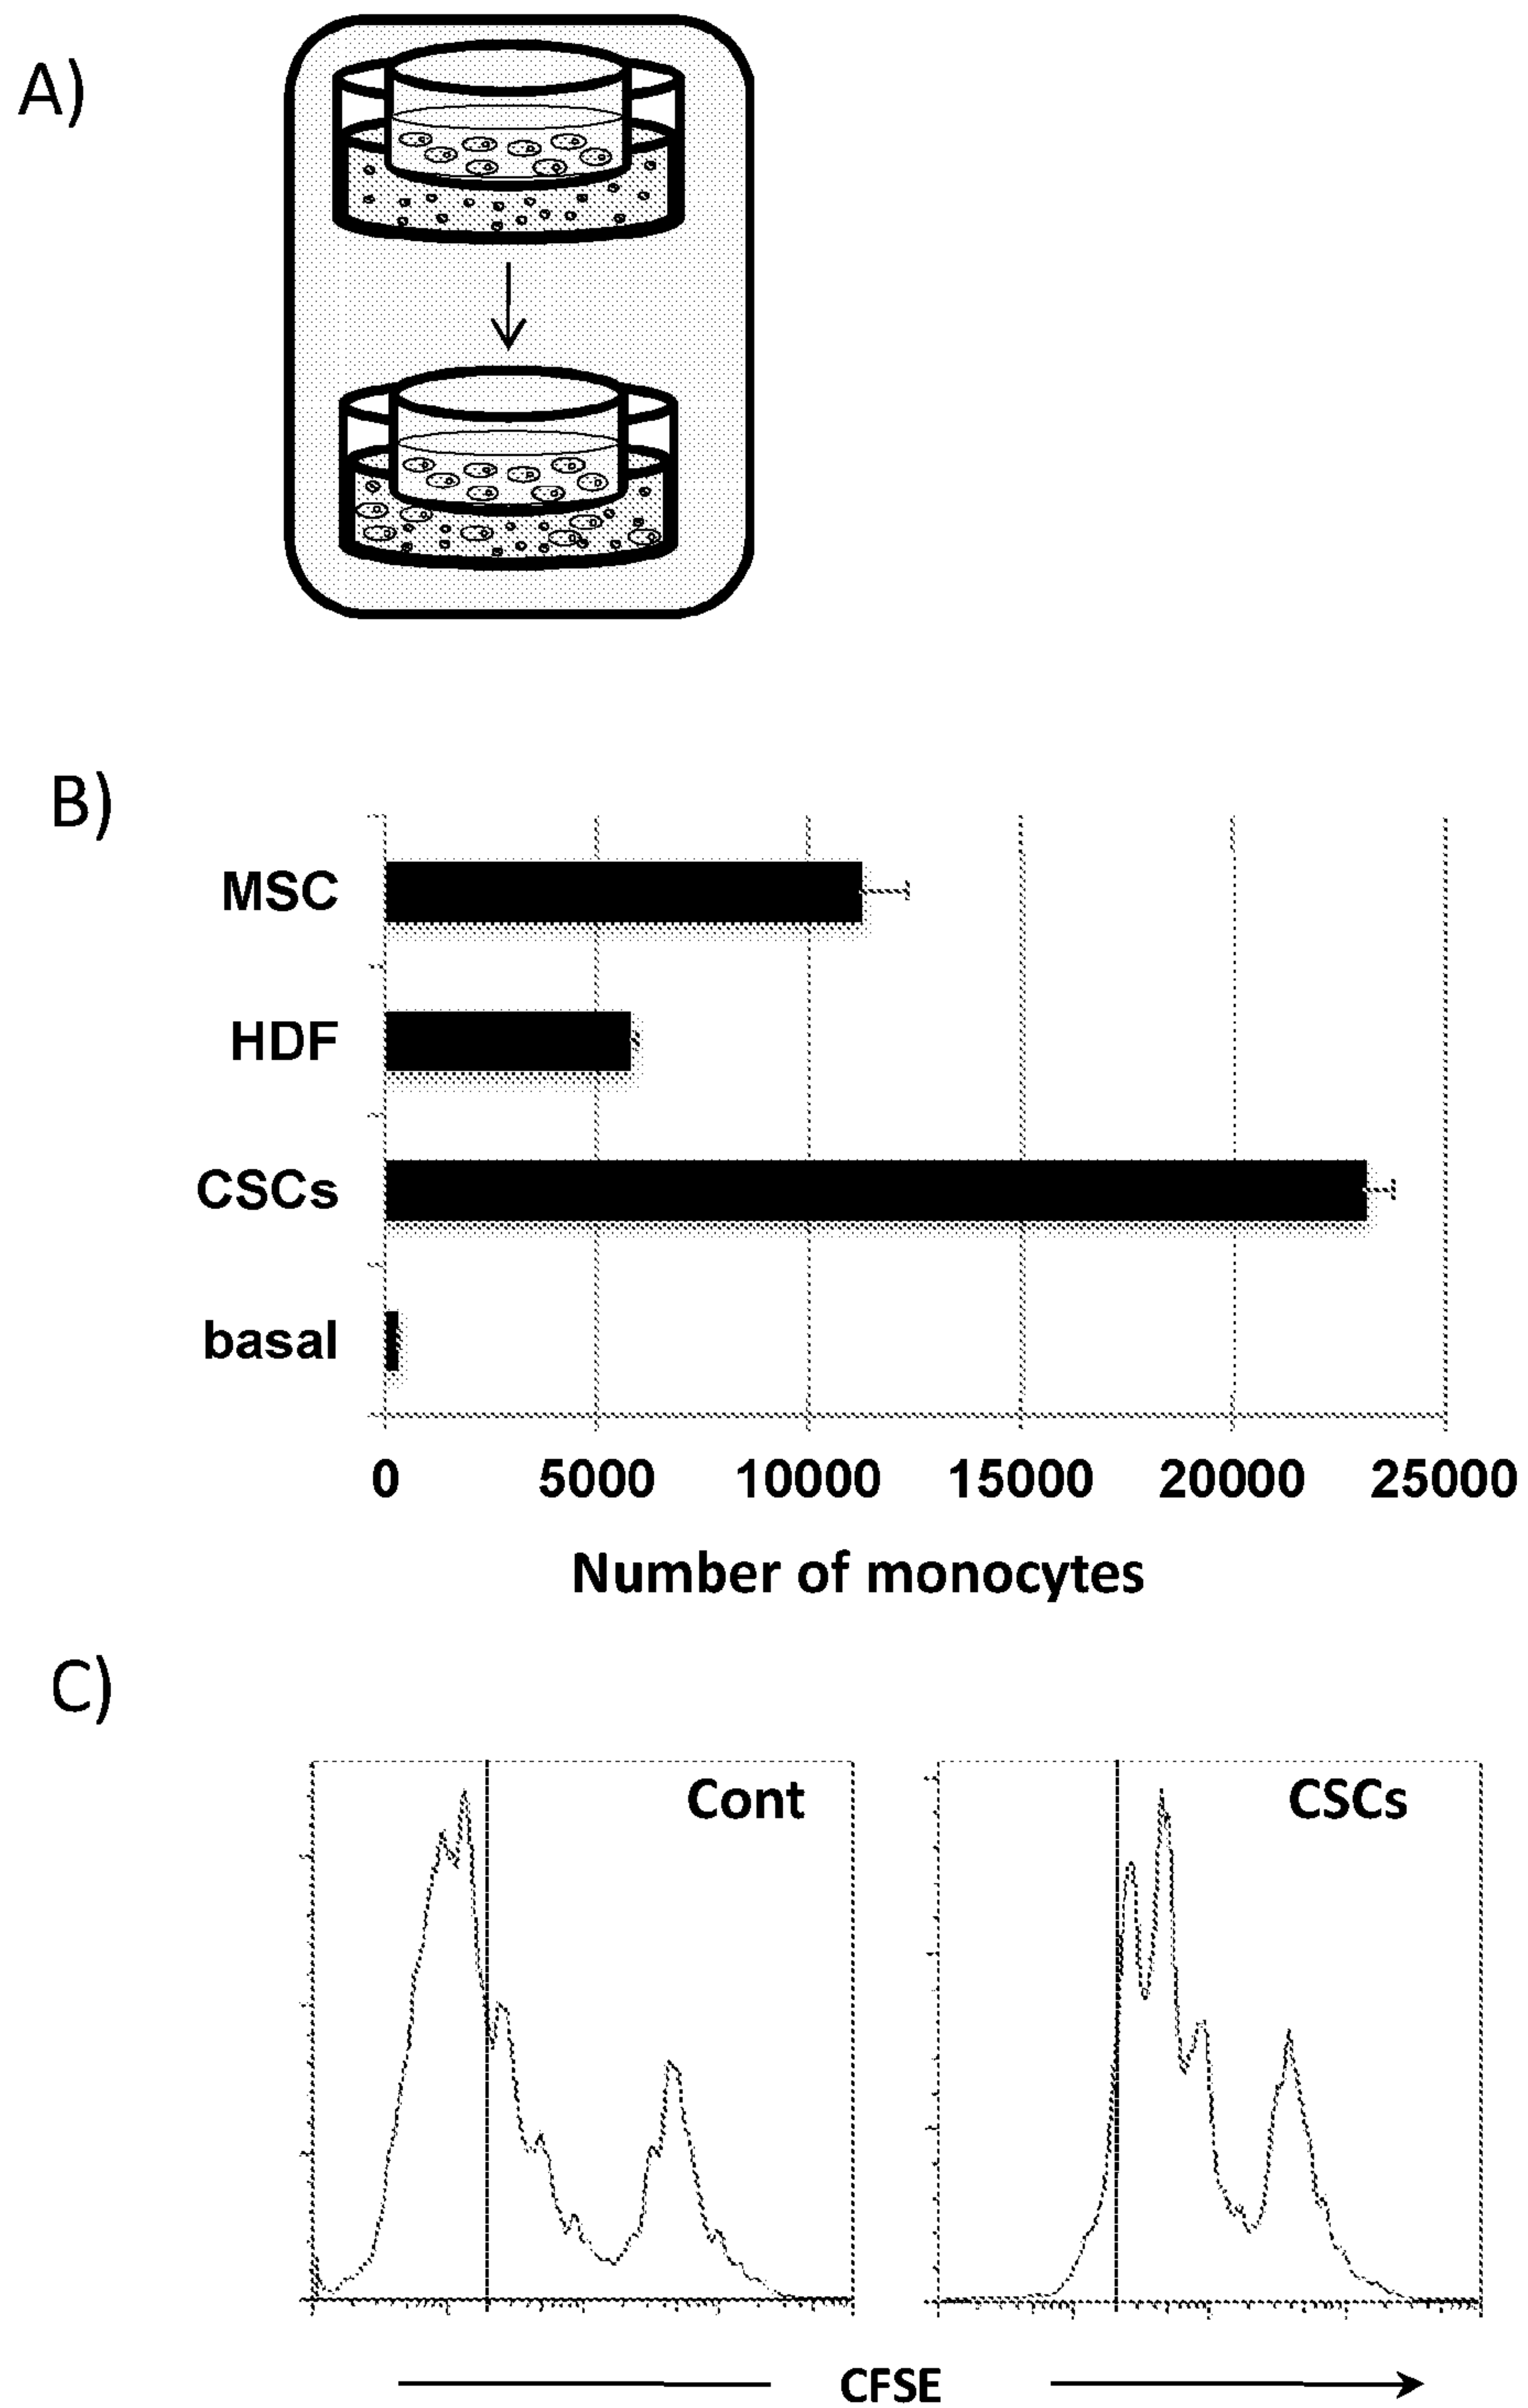 A)
B)
MSC
HDF
CSCs
basal
0 5000 10000 15000 20000 25000
Number of monocytes
C)
Cont CSCs
CFSE